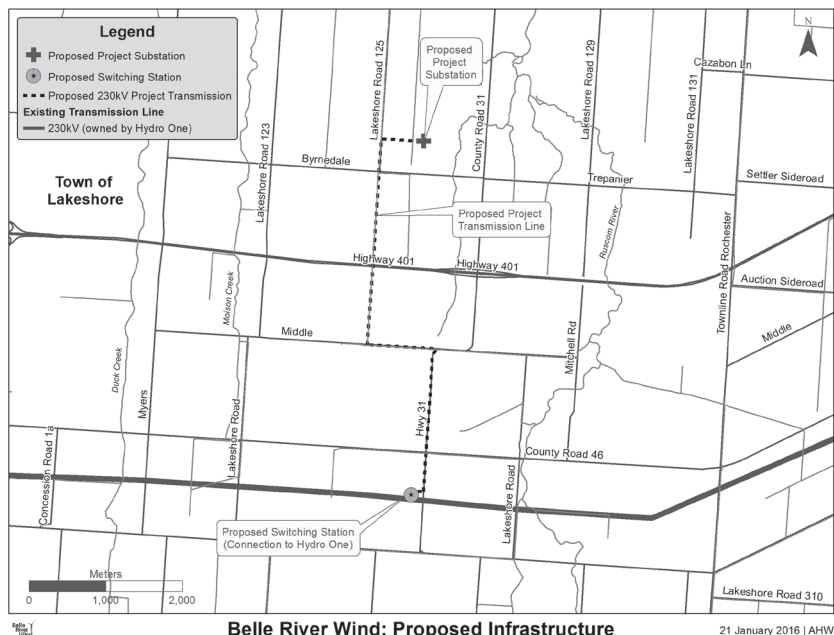 Legend
Proposed Project Substation
Proposed Switching Station
Proposed 230kV Project Transmission
Existing Transmission Line
230kV (owned by Hydro One)
N
Lakeshore Road 125
Proposed
Project
Substation
County Road 31
Lakeshore Road 129
Cazabon Ln
Lakeshore Road 131
Lakeshore Road 123
Byrnedale
Trepanier
Settler Sideroad
Town of
Lakeshore
Proposed Project
Transmission Line
Ruscom River
Townline Road Rochester
Highway 401
Highway 401
Auction Sideroad
Moison Creek
Middle
Middle
Mitchell Rd
Duck Creek
Myers
Lakeshore Road
Hwy 31
Concession Road 1a
County Road 46
Lakeshore Road
Proposed Switching Station
(Connection to Hydro One)
Meters
0
1,000
2,000
Lakeshore Road 310
Belle
River
Belle River Wind: Proposed Infrastructure
21 January 2016 | AHW